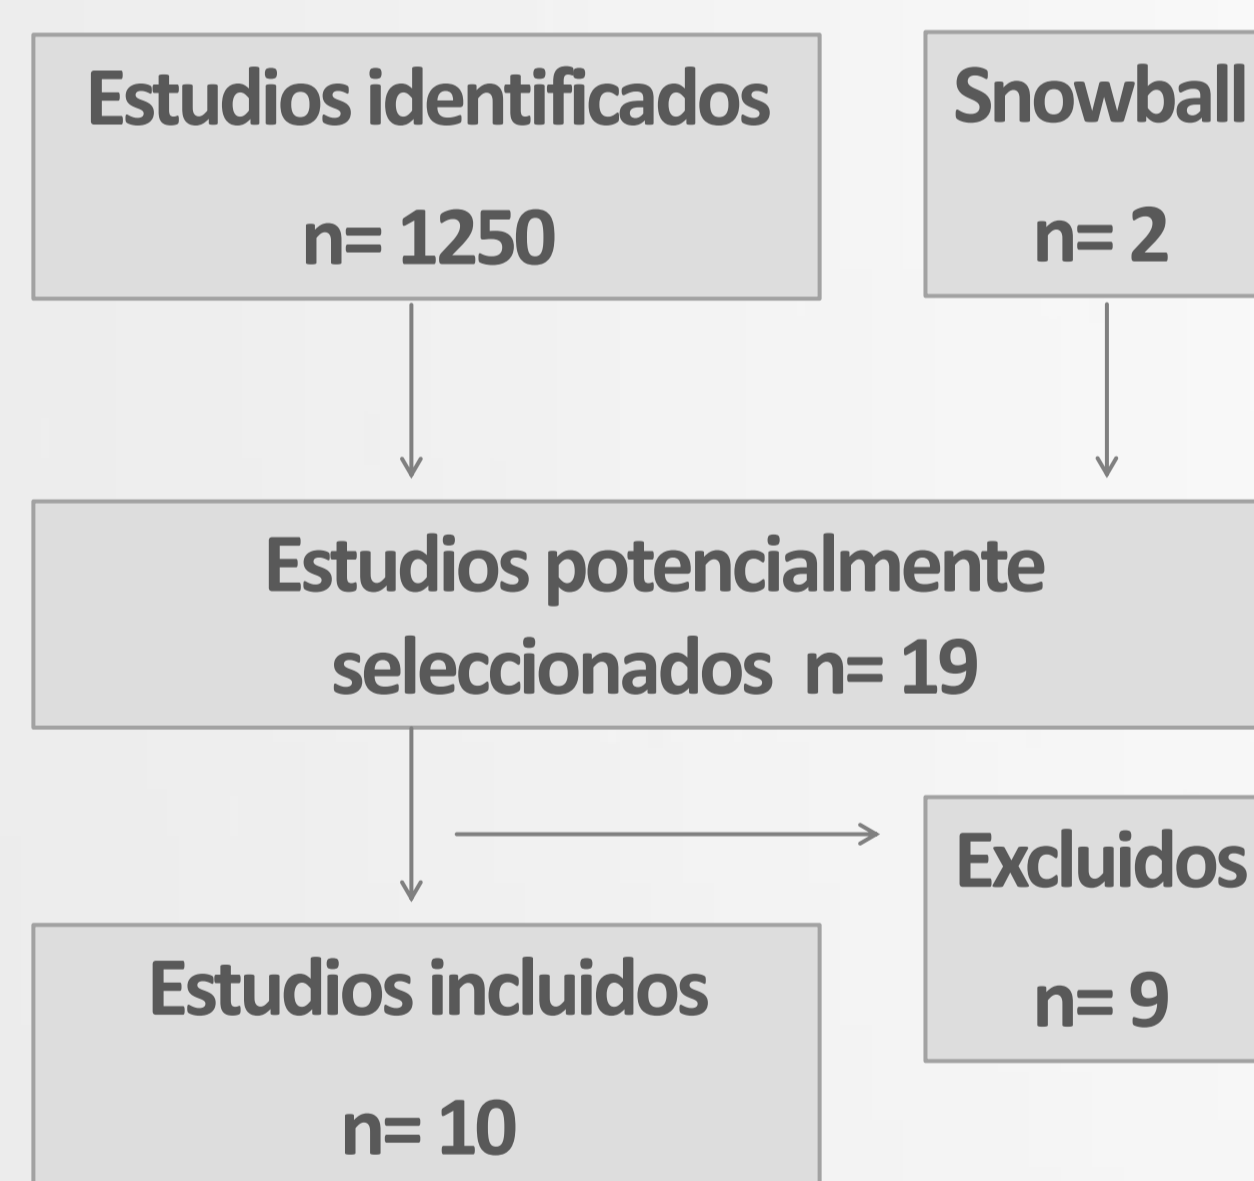 Estudios identificados
n= 1250
Snowball
n= 2
Estudios potencialmente
seleccionados n= 19
Excluidos
n= 9
Estudios incluidos
n= 10